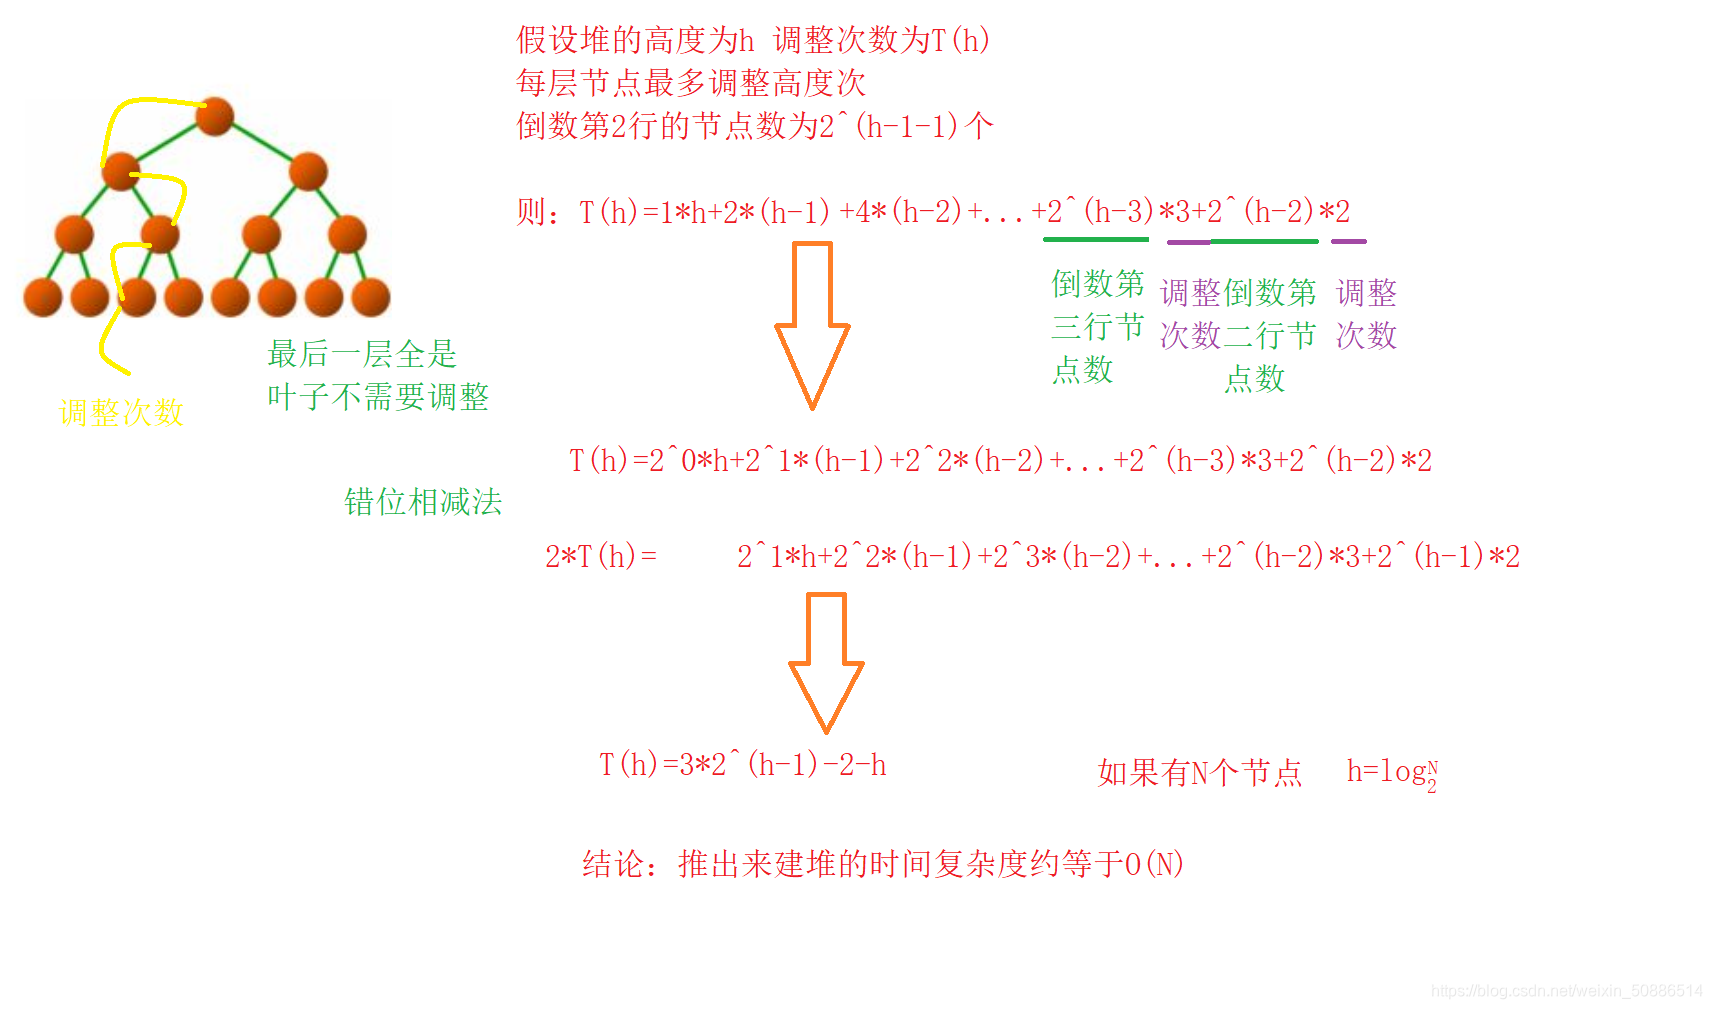 假设堆的高度为h 调整次数为T(h)
每层节点最多调整高度次
倒数第2行的节点数为2^(h-1-1)个
则：T(h)=1*h+2*(h-1)+4*(h-2)+...+2^(h-3)*3+2^(h-2)*2
倒数第
三行节
点数
调整
次数
倒数第
二行节
点数
调整
次数
最后一层全是
叶子不需要调整
调整次数
T(h)=2^0*h+2^1*(h-1)+2^2*(h-2)+...+2^(h-3)*3+2^(h-2)*2
错位相减法
2*T(h)= 2^1*h+2^2*(h-1)+2^3*(h-2)+...+2^(h-2)*3+2^(h-1)*2
T(h)=3*2^(h-1)-2-h
如果有N个节点 h=log₂ᴺ
结论：推出来建堆的时间复杂度约等于O(N)
https://blog.csdn.net/weixin_50886514